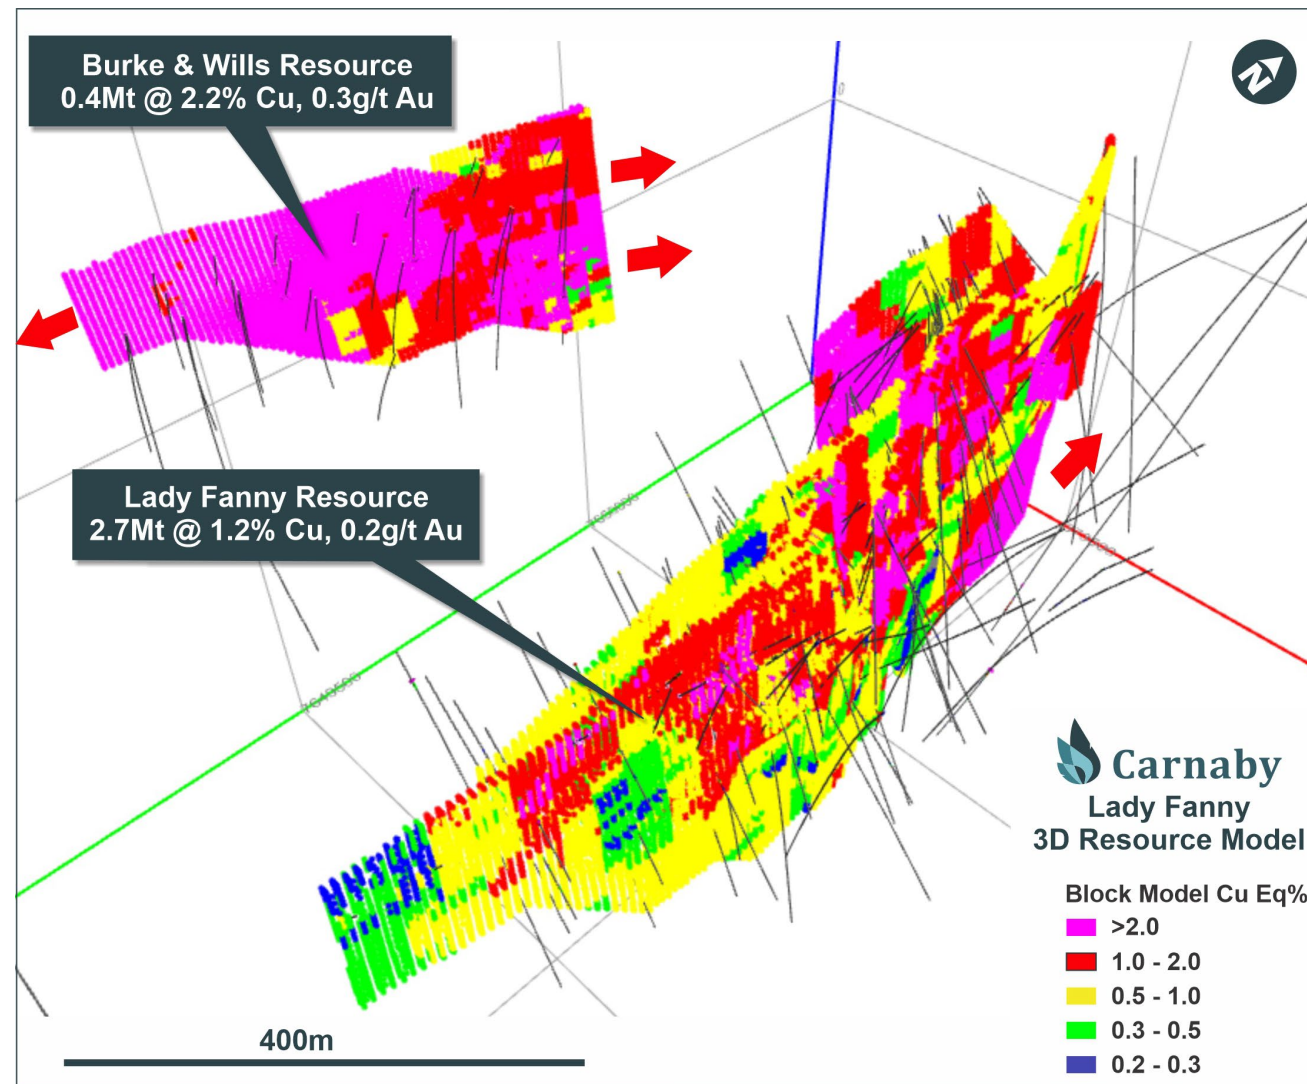 Burke & Wills Resource
0.4Mt @ 2.2% Cu, 0.3g/t Au
N
0
Lady Fanny Resource
2.7Mt @ 1.2% Cu, 0.2g/t Au
Carnaby
Lady Fanny
3D Resource Model
Block Model Cu Eq%
>2.0
1.0 - 2.0
0.5 - 1.0
0.3 - 0.5
0.2 - 0.3
400m